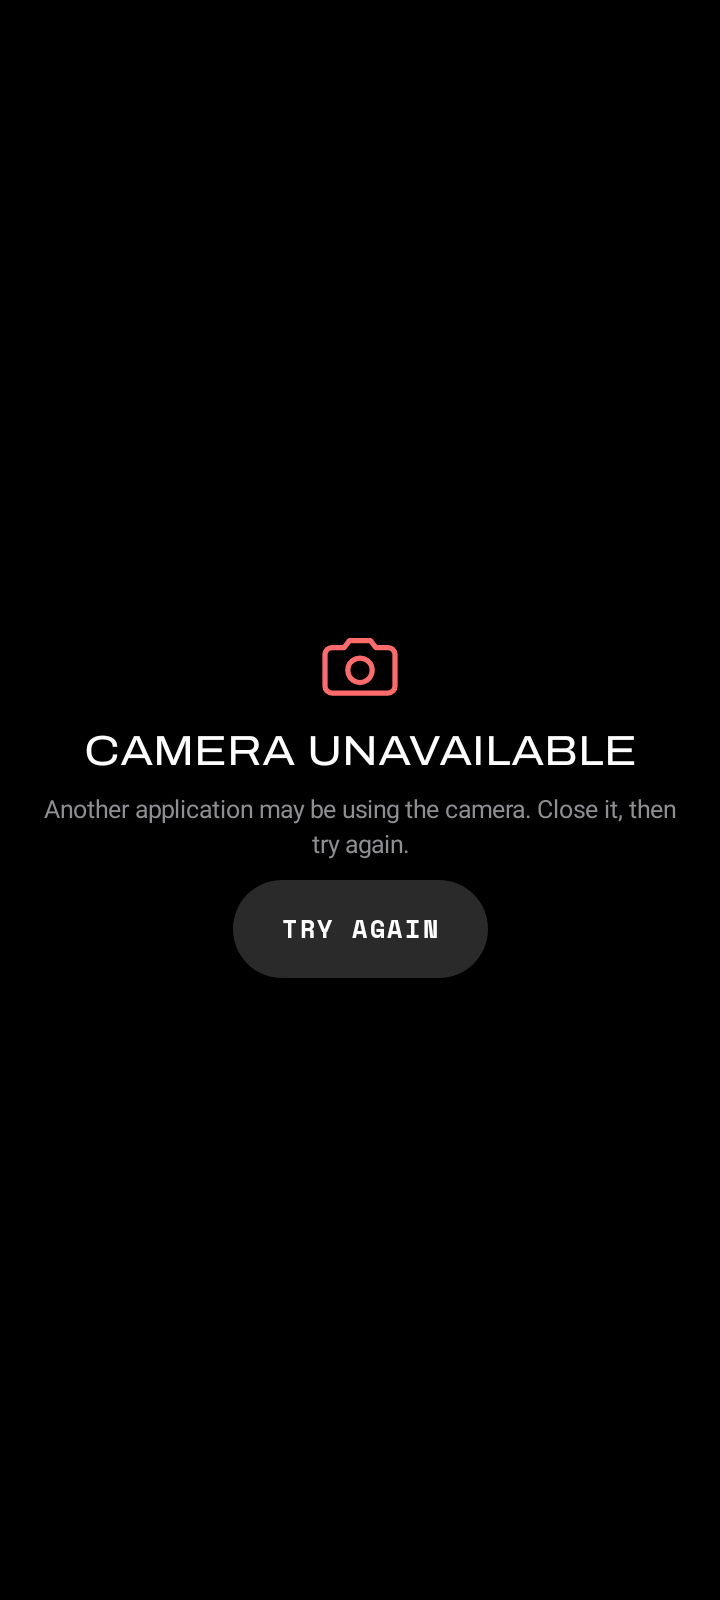 CAMERA UNAVAILABLE
Another application may be using the camera. Close it, then
try again.
TRY AGAIN